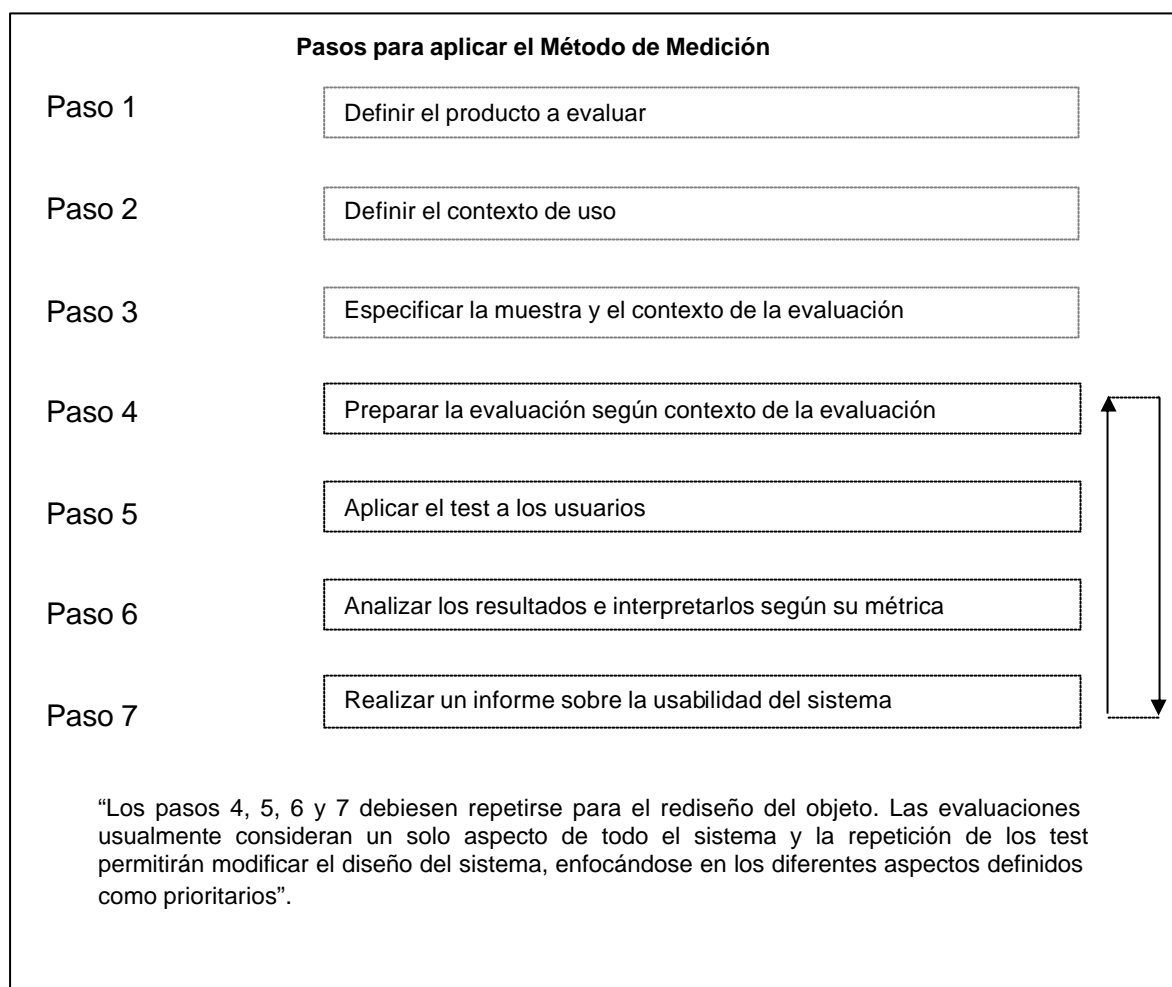 Pasos para aplicar el Método de Medición
Paso 1
Definir el producto a evaluar
Paso 2
Definir el contexto de uso
Paso 3
Especificar la muestra y el contexto de la evaluación
Paso 4
Preparar la evaluación según contexto de la evaluación
Paso 5
Aplicar el test a los usuarios
Paso 6
Analizar los resultados e interpretarlos según su métrica
Paso 7
Realizar un informe sobre la usabilidad del sistema
“Los pasos 4, 5, 6 y 7 debiesen repetirse para el rediseño del objeto. Las evaluaciones
usualmente consideran un solo aspecto de todo el sistema y la repetición de los test
permitirán modificar el diseño del sistema, enfocándose en los diferentes aspectos definidos
como prioritarios”.